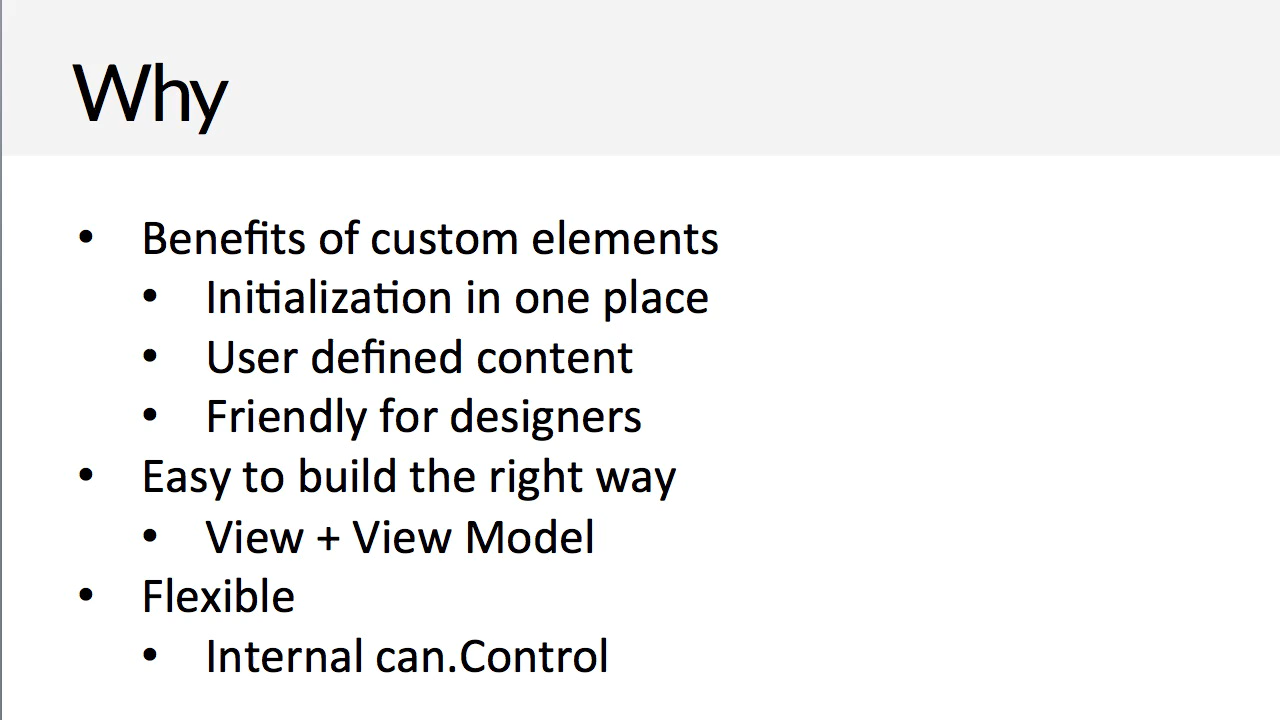 Why
• Benefits of custom elements
• Initialization in one place
• User defined content
• Friendly for designers
• Easy to build the right way
• View + View Model
• Flexible
• Internal can.Control